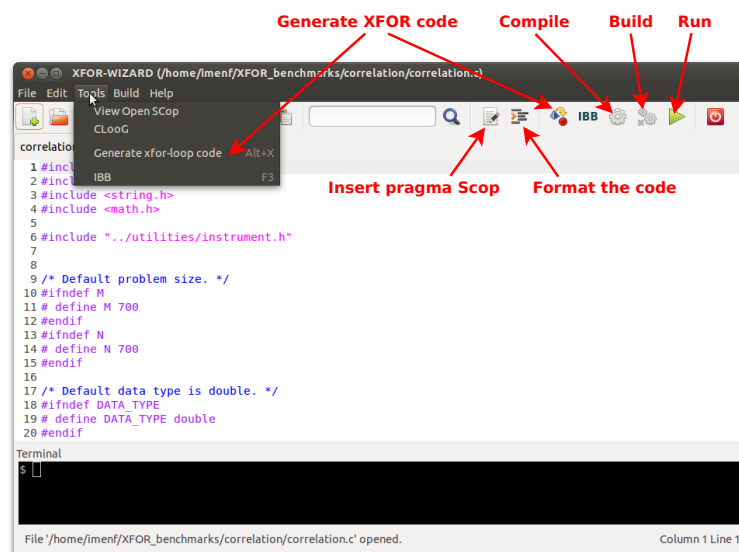 Generate XFOR code Compile Build Run
XFOR-WIZARD (/home/imenf/XFOR_benchmarks/correlation/correlation.c)
File Edit Tools Build Help
View Open SCop
CLooG
Generate xfor-loop code Alt+X
IBB F3
IBB
Insert pragma Scop Format the code
correlation
1 #incl
2 #incl
3 #include <string.h>
4 #include <math.h>
5
6 #include "../utilities/instrument.h"
7
8
9 /* Default problem size. */
10 #ifndef M
11 # define M 700
12 #endif
13 #ifndef N
14 # define N 700
15 #endif
16
17 /* Default data type is double. */
18 #ifndef DATA_TYPE
19 # define DATA_TYPE double
20 #endif
Terminal
$
File '/home/imenf/XFOR_benchmarks/correlation/correlation.c' opened. Column 1 Line 1